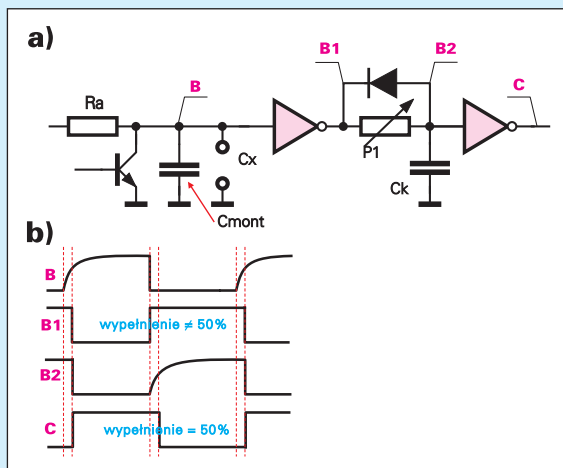 a)
B1
B2
B
C
Ra
Cx
P1
Ck
Cmont
b)
B
B1
wypełnienie ≠ 50%
B2
C
wypełnienie = 50%